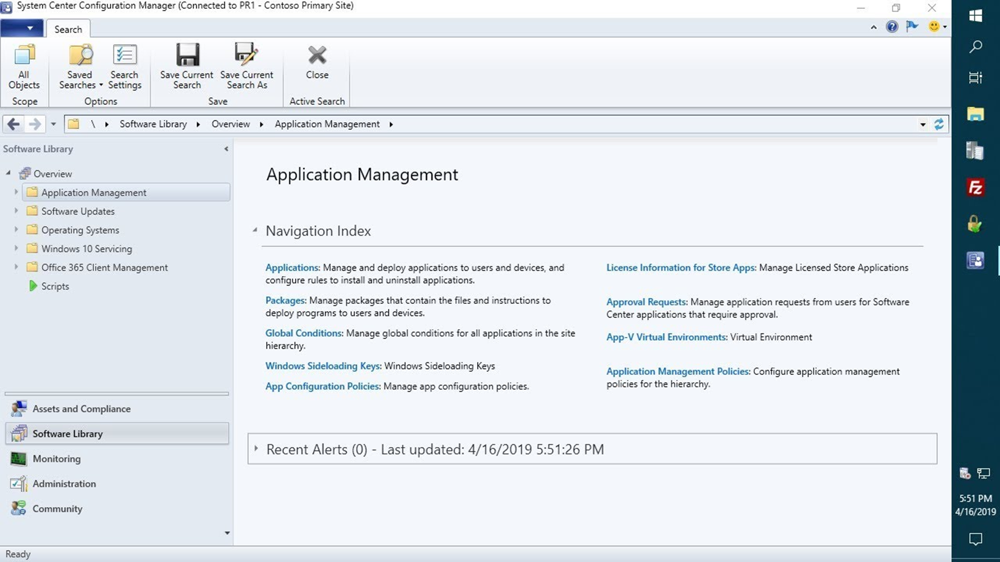 System Center Configuration Manager (Connected to PR1 - Contoso Primary Site)
Search
All Objects
Saved Searches
Search Settings
Save Current Search
Save Current Search As
Close
Scope
Options
Save
Active Search
\ Software Library Overview Application Management
Software Library
Overview
Application Management
Software Updates
Operating Systems
Windows 10 Servicing
Office 365 Client Management
Scripts
Assets and Compliance
Software Library
Monitoring
Administration
Community
Application Management
Navigation Index
Applications: Manage and deploy applications to users and devices, and
configure rules to install and uninstall applications.
Packages: Manage packages that contain the files and instructions to
deploy programs to users and devices.
Global Conditions: Manage global conditions for all applications in the site
hierarchy.
Windows Sideloading Keys: Windows Sideloading Keys
App Configuration Policies: Manage app configuration policies.
License Information for Store Apps: Manage Licensed Store Applications
Approval Requests: Manage application requests from users for Software
Center applications that require approval.
App-V Virtual Environments: Virtual Environment
Application Management Policies: Configure application management
policies for the hierarchy.
Recent Alerts (0) - Last updated: 4/16/2019 5:51:26 PM
Ready
Fz
5:51 PM
4/16/2019